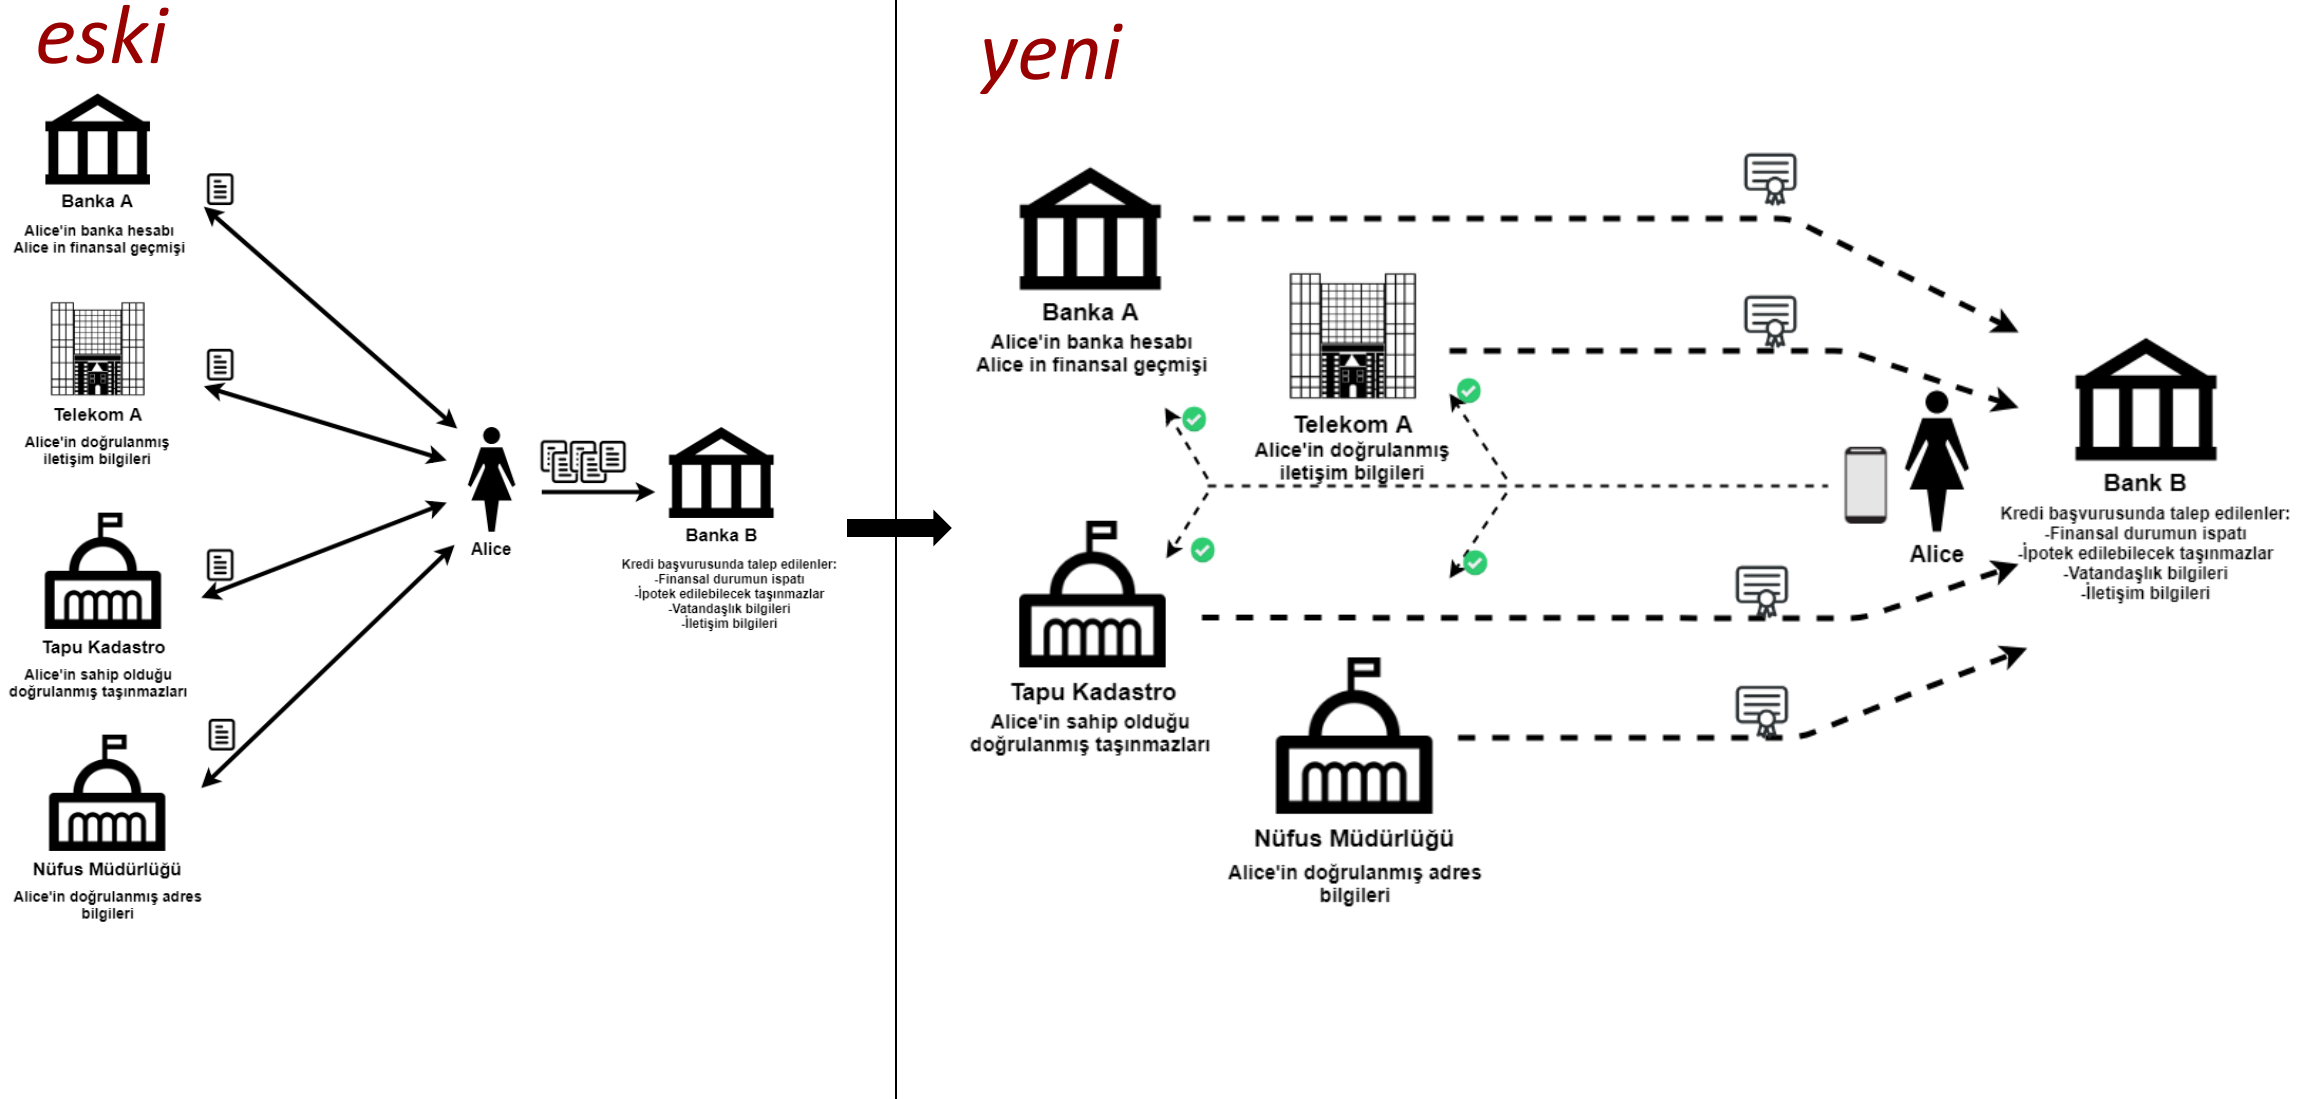 eski
Banka A
Alice'in banka hesabı
Alice in finansal geçmişi
Telekom A
Alice'in doğrulanmış
iletişim bilgileri
Tapu Kadastro
Alice'in sahip olduğu
doğrulanmış taşınmazları
Nüfus Müdürlüğü
Alice'in doğrulanmış adres
bilgileri
Alice
Banka B
Kredi başvurusunda talep edilenler:
-Finansal durumun ispatı
-İpotek edilebilecek taşınmazlar
-Vatandaşlık bilgileri
-İletişim bilgileri
yeni
Banka A
Alice'in banka hesabı
Alice in finansal geçmişi
Telekom A
Alice'in doğrulanmış
iletişim bilgileri
Tapu Kadastro
Alice'in sahip olduğu
doğrulanmış taşınmazları
Nüfus Müdürlüğü
Alice'in doğrulanmış adres
bilgileri
Alice
Bank B
Kredi başvurusunda talep edilenler:
-Finansal durumun ispatı
-İpotek edilebilecek taşınmazlar
-Vatandaşlık bilgileri
-İletişim bilgileri